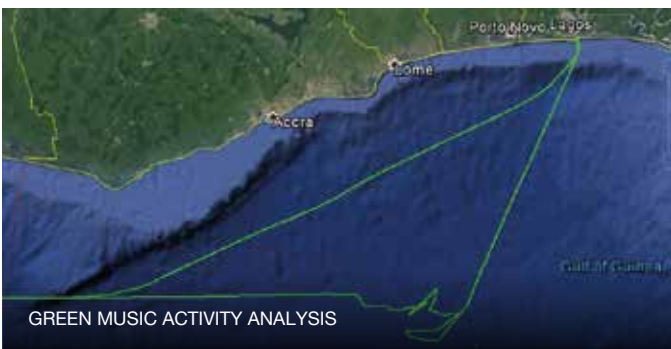 Porto Novo Lagos
Lome
Accra
Gulf of Guinea
GREEN MUSIC ACTIVITY ANALYSIS